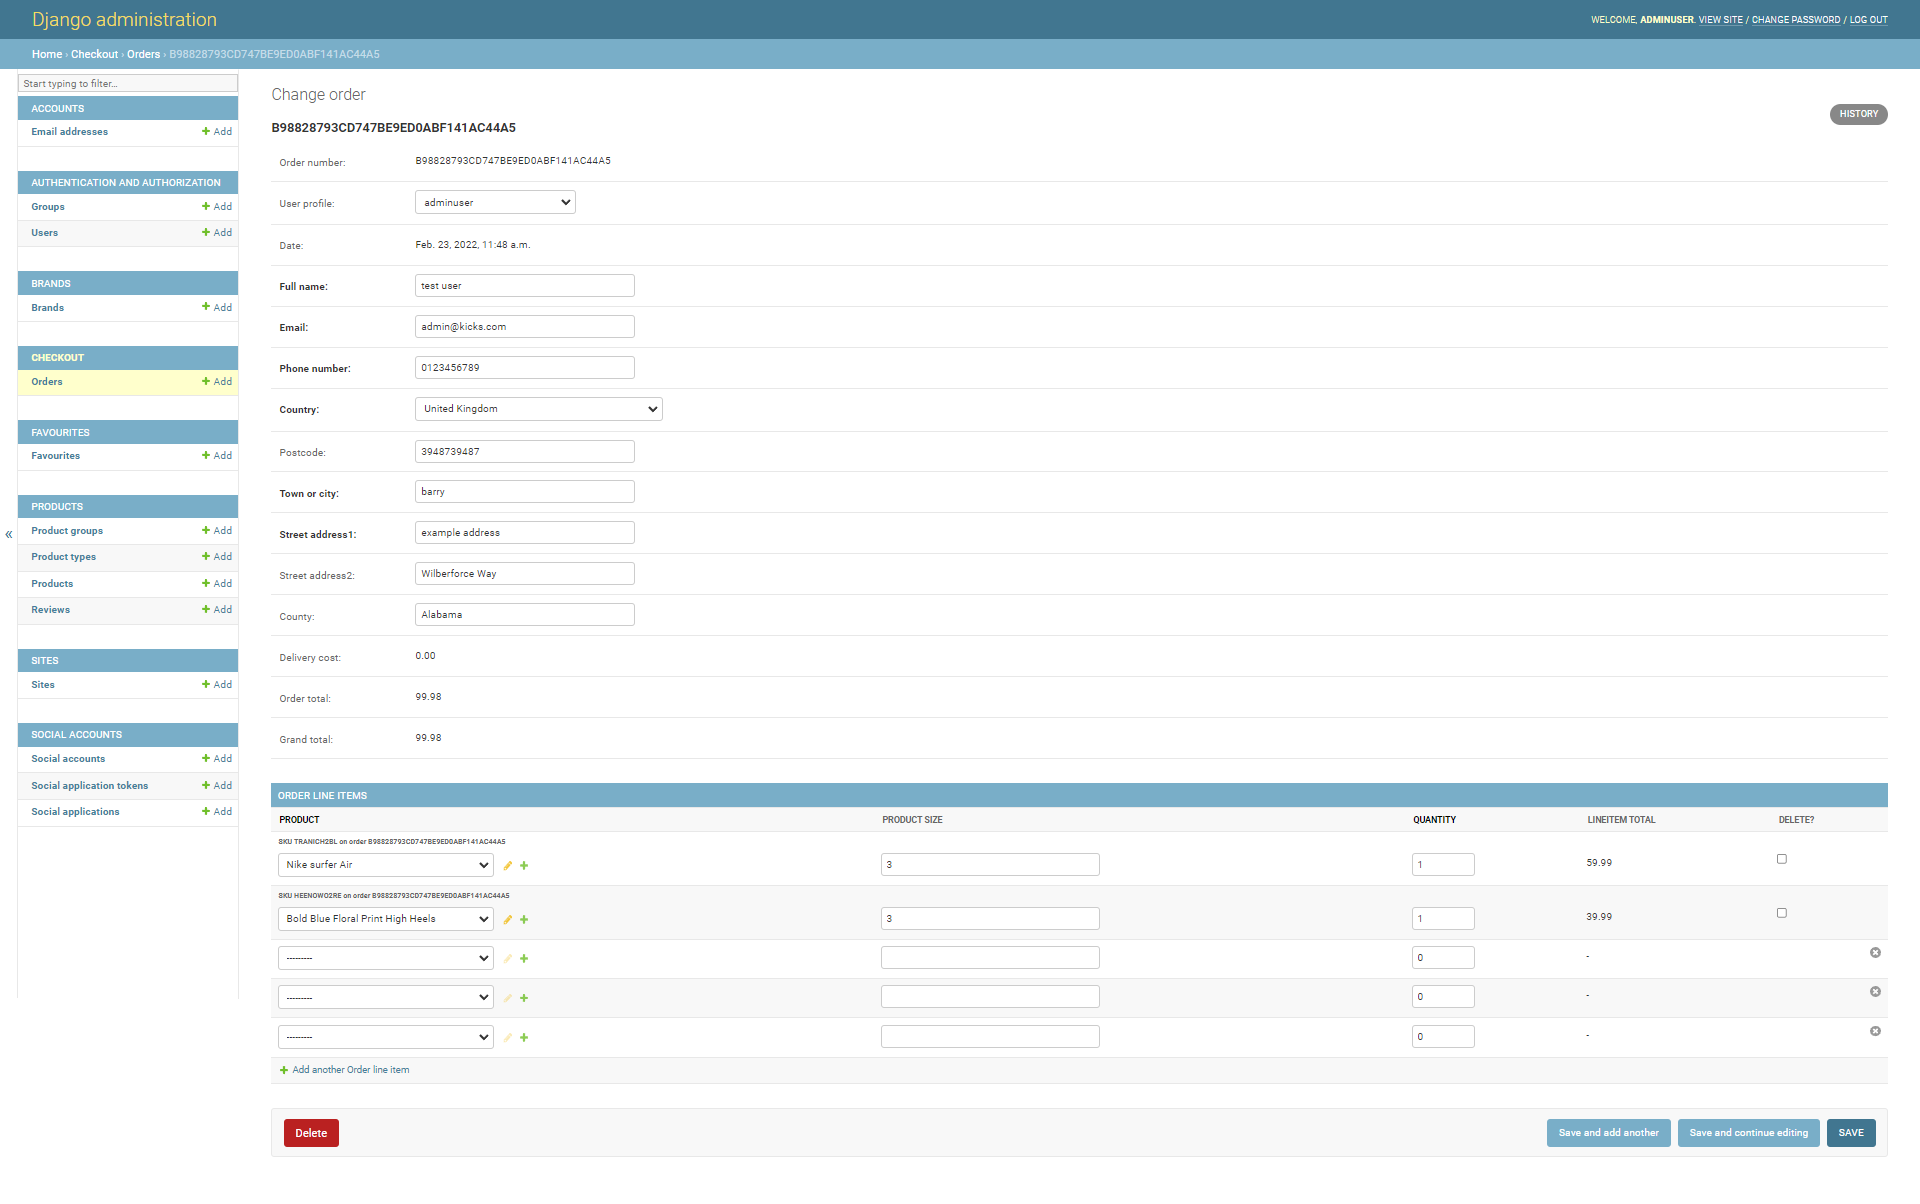 Django administration
WELCOME, ADMINUSER. VIEW SITE / CHANGE PASSWORD / LOG OUT
Home › Checkout › Orders › B98828793CD747BE9ED0ABF141AC44A5
Start typing to filter...
ACCOUNTS
Email addresses + Add
AUTHENTICATION AND AUTHORIZATION
Groups + Add
Users + Add
BRANDS
Brands + Add
CHECKOUT
Orders + Add
FAVOURITES
Favourites + Add
PRODUCTS
Product groups + Add
Product types + Add
Products + Add
Reviews + Add
SITES
Sites + Add
SOCIAL ACCOUNTS
Social accounts + Add
Social application tokens + Add
Social applications + Add
«
Change order
HISTORY
B98828793CD747BE9ED0ABF141AC44A5
Order number: B98828793CD747BE9ED0ABF141AC44A5
User profile: adminuser
Date: Feb. 23, 2022, 11:48 a.m.
Full name: test user
Email: admin@kicks.com
Phone number: 0123456789
Country: United Kingdom
Postcode: 3948739487
Town or city: barry
Street address1: example address
Street address2: Wilberforce Way
County: Alabama
Delivery cost: 0.00
Order total: 99.98
Grand total: 99.98
ORDER LINE ITEMS
PRODUCT PRODUCT SIZE QUANTITY LINEITEM TOTAL DELETE?
SKU TRANICH2BL on order B98828793CD747BE9ED0ABF141AC44A5
Nike surfer Air 3 1 59.99
SKU HEENOWO2RE on order B98828793CD747BE9ED0ABF141AC44A5
Bold Blue Floral Print High Heels 3 1 39.99
--------- 0 -
--------- 0 -
--------- 0 -
+ Add another Order line item
Delete Save and add another Save and continue editing SAVE